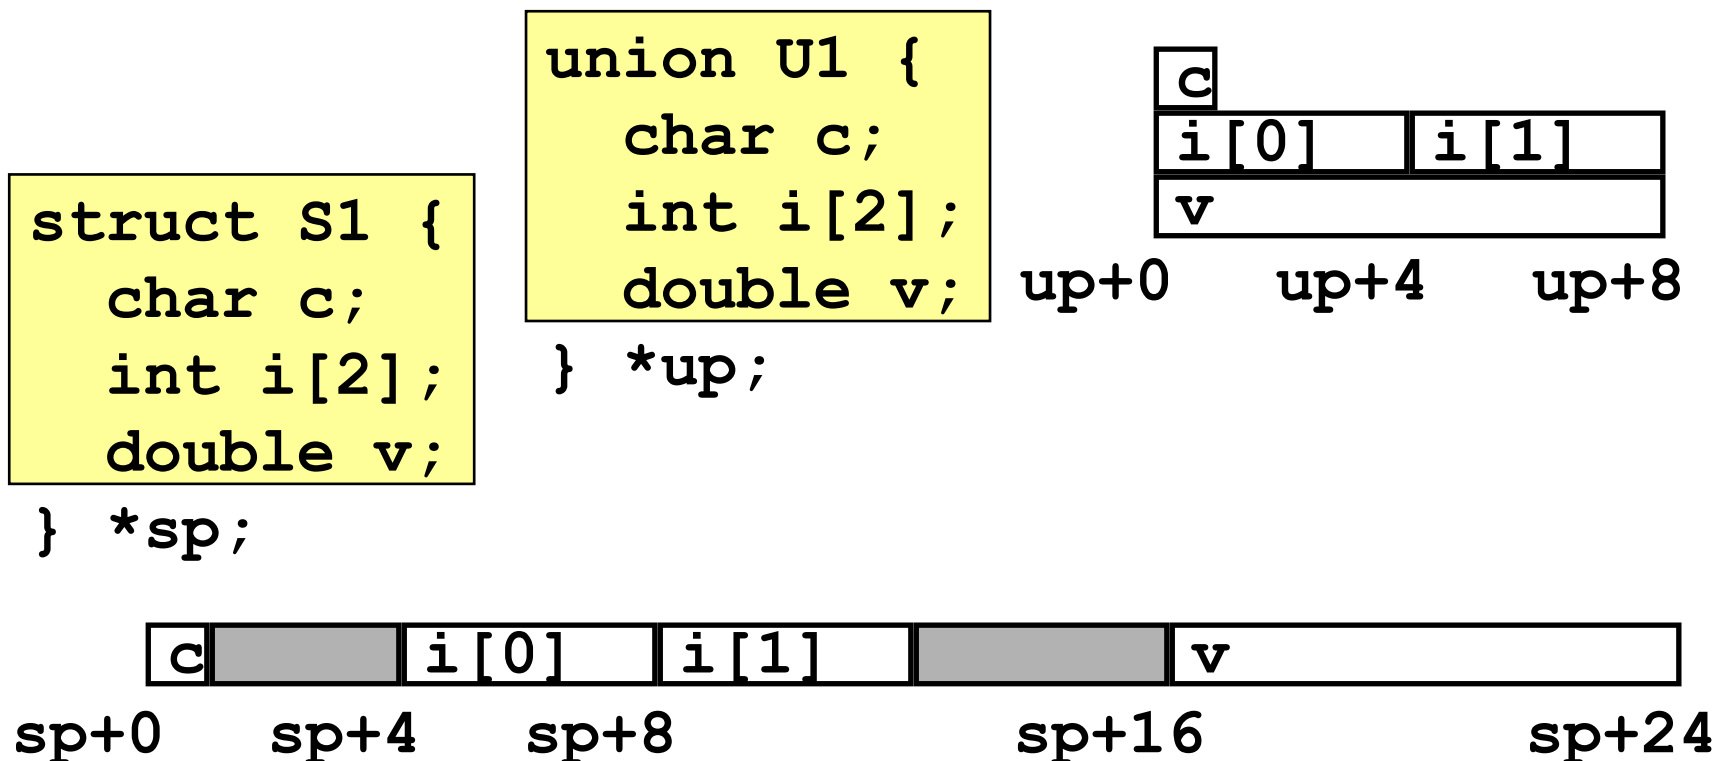 struct S1 {
char c;
int i[2];
double v;
} *sp;
union U1 {
char c;
int i[2];
double v;
} *up;
c
i[0] i[1]
v
up+0 up+4 up+8
c i[0] i[1] v
sp+0 sp+4 sp+8 sp+16 sp+24